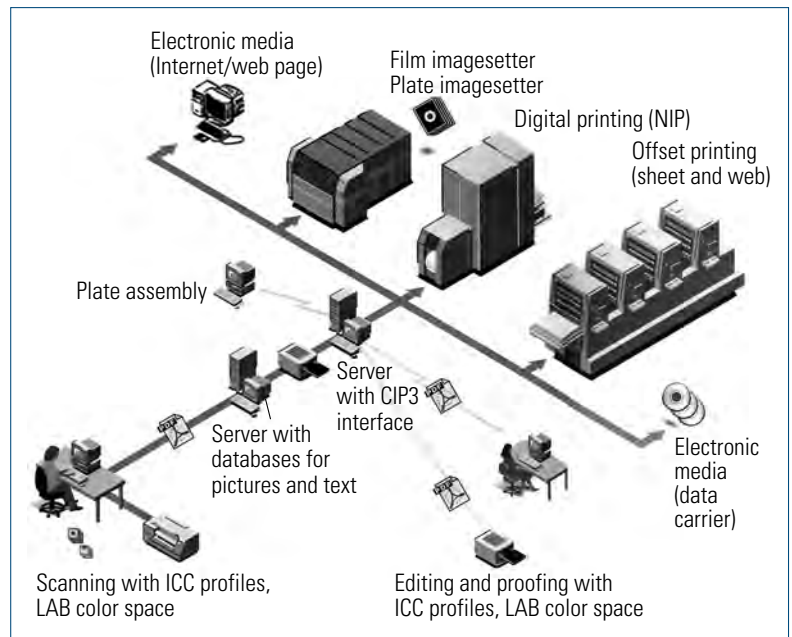 Electronic media
(Internet/web page)
Film imagesetter
Plate imagesetter
Digital printing (NIP)
Offset printing
(sheet and web)
Plate assembly
Server
with CIP3
interface
Server with
databases for
pictures and text
Electronic
media
(data
carrier)
Scanning with ICC profiles,
LAB color space
Editing and proofing with
ICC profiles, LAB color space